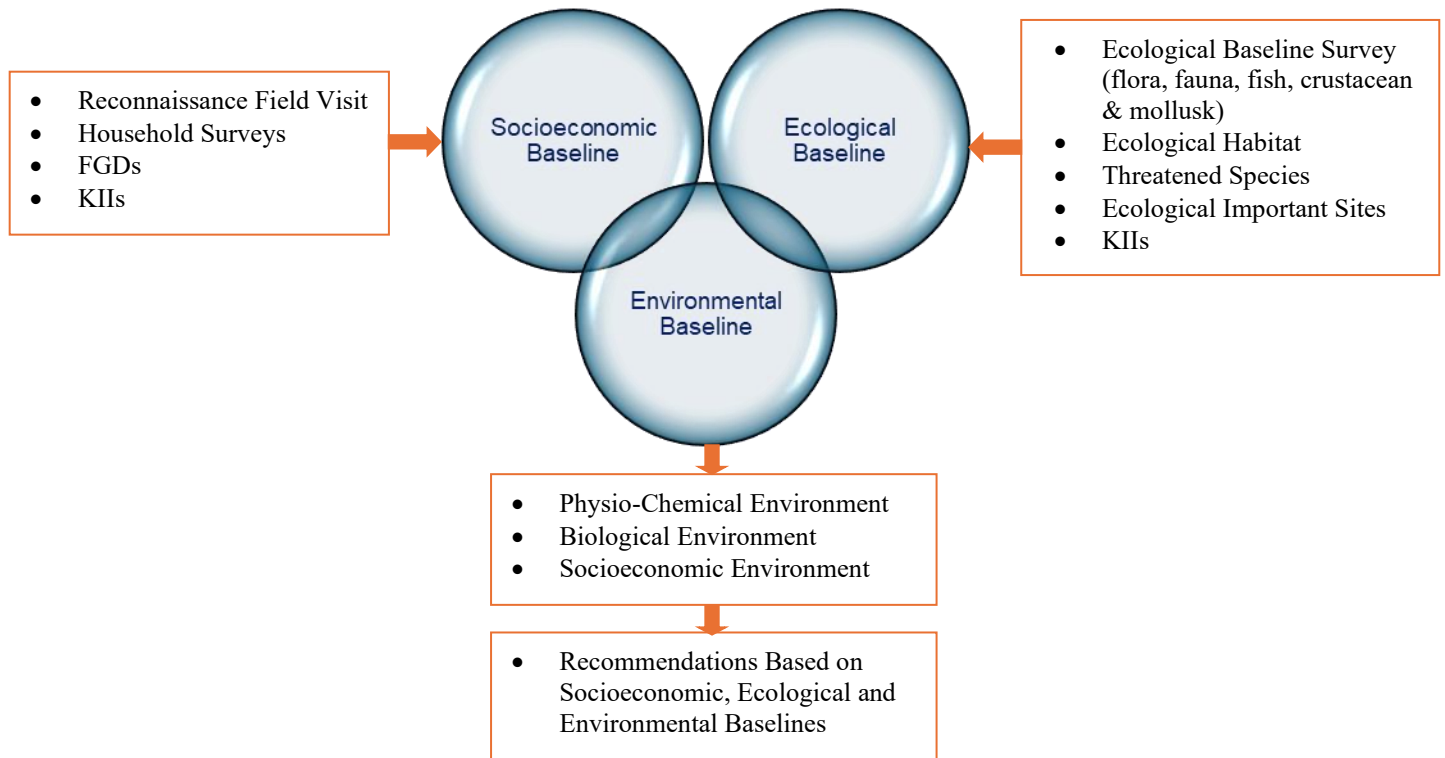 • Reconnaissance Field Visit
• Household Surveys
• FGDs
• KIIs
Socioeconomic
Baseline
Ecological
Baseline
• Ecological Baseline Survey
(flora, fauna, fish, crustacean
& mollusk)
• Ecological Habitat
• Threatened Species
• Ecological Important Sites
• KIIs
Environmental
Baseline
• Physio-Chemical Environment
• Biological Environment
• Socioeconomic Environment
• Recommendations Based on
Socioeconomic, Ecological and
Environmental Baselines